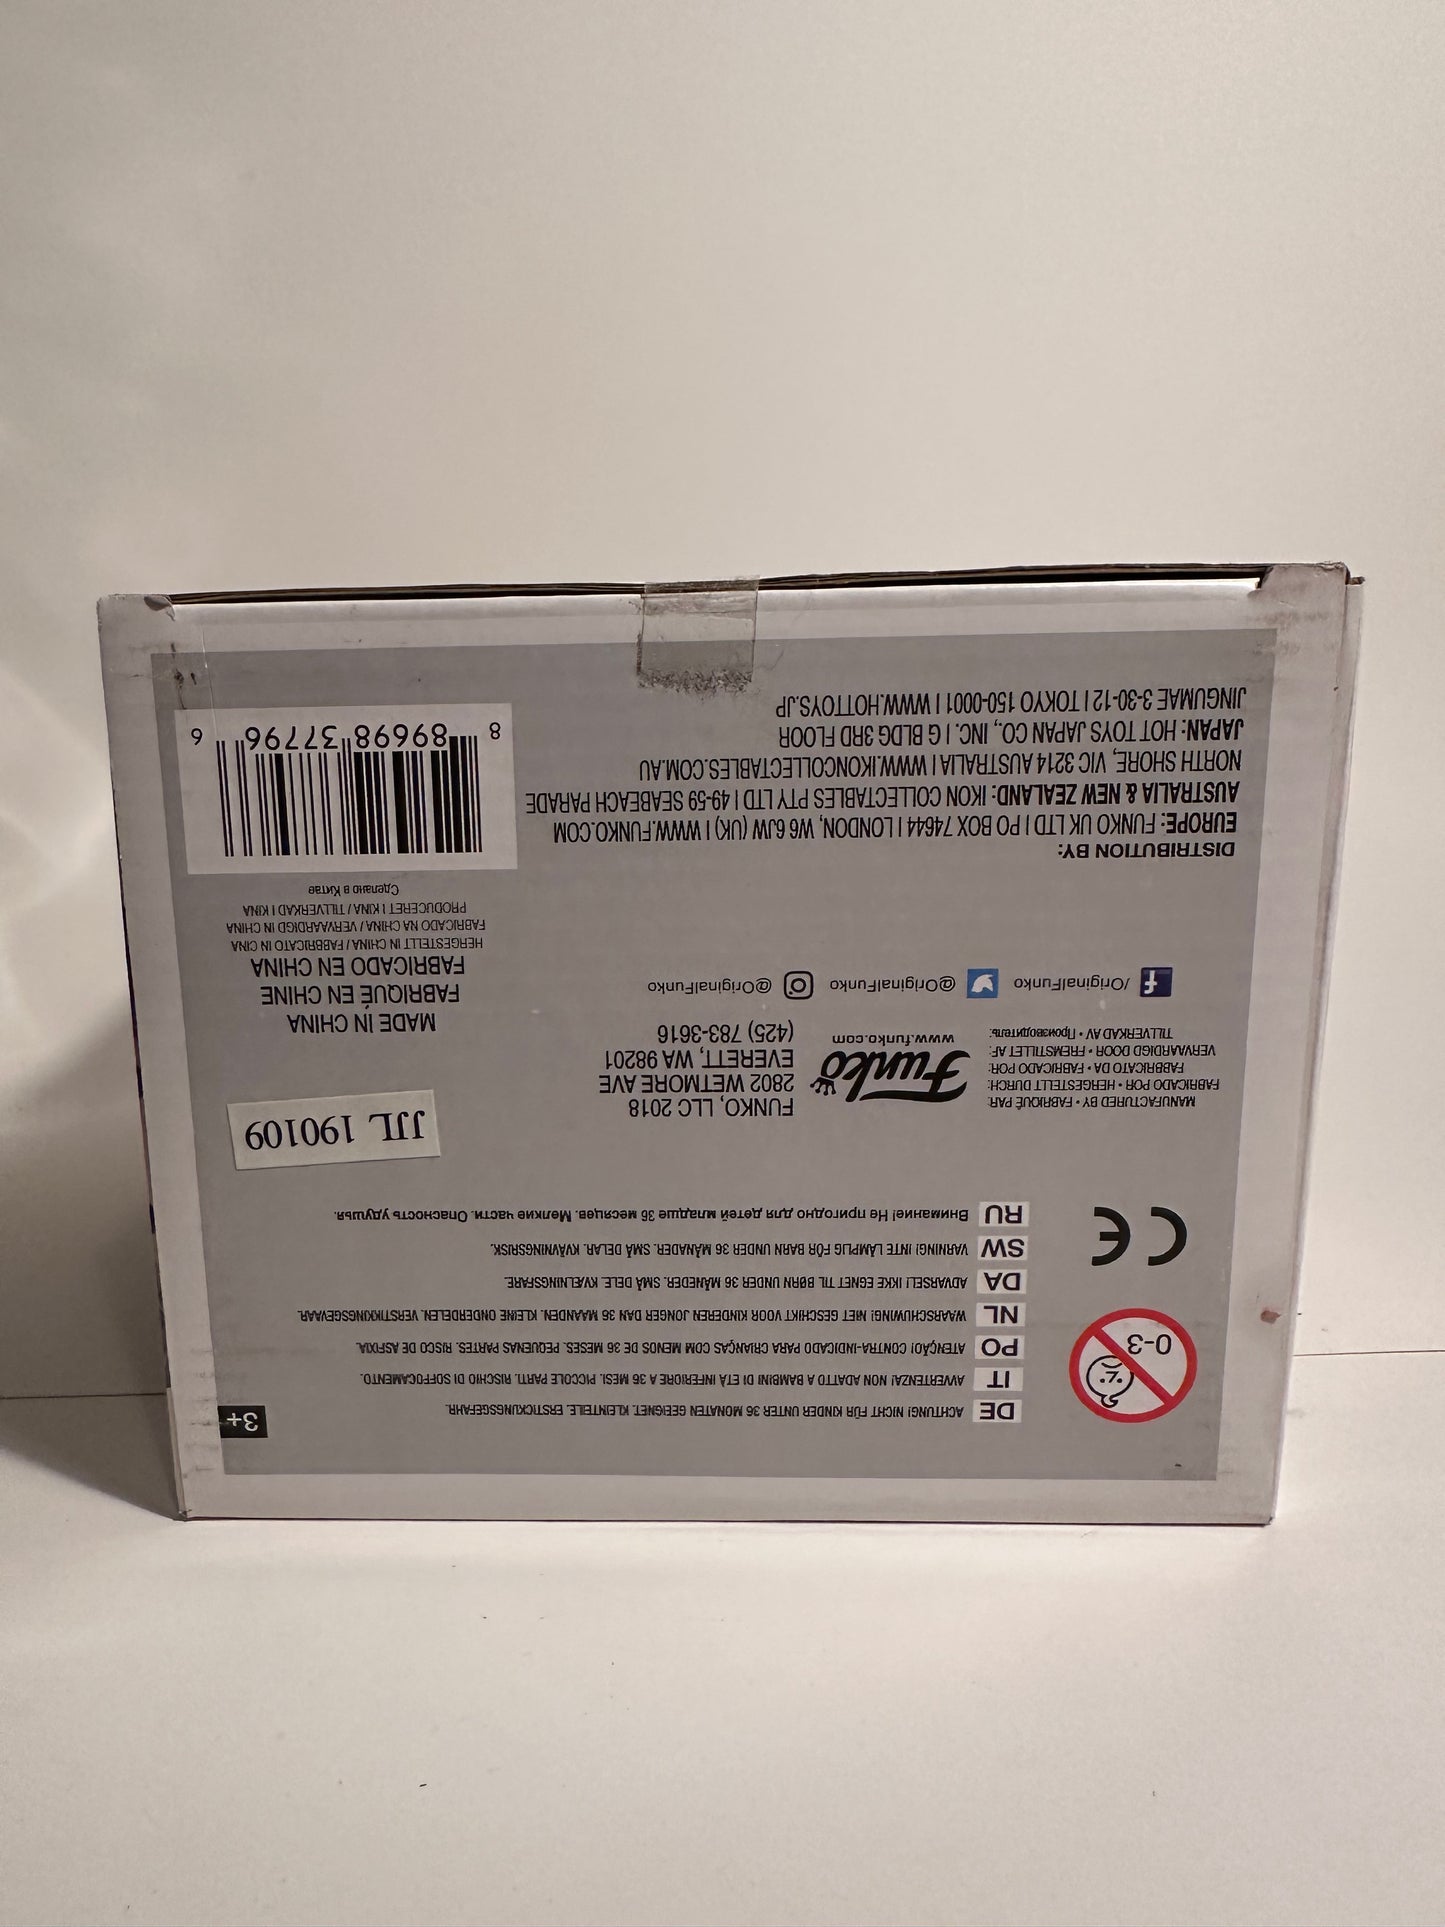 3+
DE ACHTUNG! NICHT FÜR KINDER UNTER 36 MONATEN GEEIGNET. KLEINTEILE. ERSTICKUNGSGEFAHR.
IT AVVERTENZA! NON ADATTO A BAMBINI DI ETÀ INFERIORE A 36 MESI. PICCOLE PARTI. RISCHIO DI SOFFOCAMENTO.
PO ATENÇÃO! CONTRA-INDICADO PARA CRIANÇAS COM MENOS DE 36 MESES. PEQUENAS PARTES. RISCO DE ASFIXIA.
NL WAARSCHUWING! NIET GESCHIKT VOOR KINDEREN JONGER DAN 36 MAANDEN. KLEINE ONDERDELEN. VERSTIKKINGSGEVAAR.
DA ADVARSEL! IKKE EGNET TIL BØRN UNDER 36 MÅNEDER. SMÅ DELE. KVÆLNINGSFARE.
SW VARNING! INTE LÄMPLIG FÖR BARN UNDER 36 MÅNADER. SMÅ DELAR. KVÄVNINGSRISK.
RU Внимание! Не пригодно для детей младше 36 месяцев. Мелкие части. Опасность удушья.
0-3
CE
MANUFACTURED BY • FABRIQUÉ PAR:
FABRICADO POR • HERGESTELLT DURCH:
FABBRICATO DA • FABRICADO POR:
VERVAARDIGD DOOR • FREMSTILLET AF:
TILLVERKAD AV • Производитель:
Funko
www.funko.com
FUNKO, LLC 2018
2802 WETMORE AVE
EVERETT, WA 98201
(425) 783-3616
JJL 190109
/OriginalFunko
@OriginalFunko
@OriginalFunko
MADE IN CHINA
FABRIQUÉ EN CHINE
FABRICADO EN CHINA
HERGESTELLT IN CHINA / FABBRICATO IN CINA
FABRICADO NA CHINA / VERVAARDIGD IN CHINA
PRODUCERET I KINA / TILLVERKAD I KINA
Сделано в Китае
DISTRIBUTION BY:
EUROPE: FUNKO UK LTD | PO BOX 74644 | LONDON, W6 6JW (UK) | WWW.FUNKO.COM
AUSTRALIA & NEW ZEALAND: IKON COLLECTABLES PTY LTD | 49-59 SEABEACH PARADE
NORTH SHORE, VIC 3214 AUSTRALIA | WWW.IKONCOLLECTABLES.COM.AU
JAPAN: HOT TOYS JAPAN CO., INC. | G BLDG 3RD FLOOR
JINGUMAE 3-30-12 | TOKYO 150-0001 | WWW.HOTTOYS.JP
8 89698 37796 6